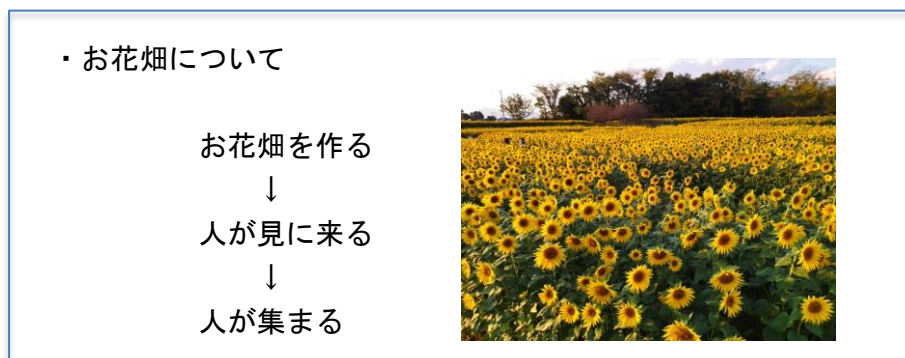 ・お花畑について
お花畑を作る
↓
人が見に来る
↓
人が集まる